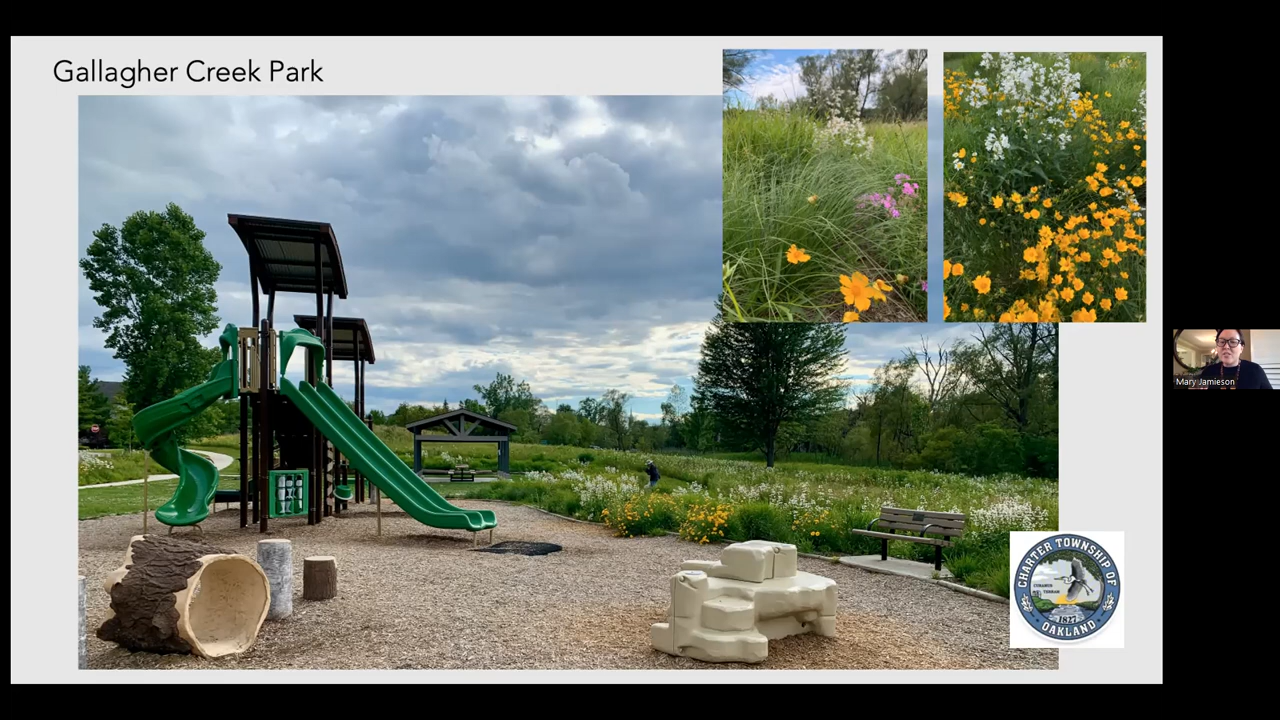 Gallagher Creek Park
Mary Jamieson
CHARTER TOWNSHIP OF
OAKLAND
1827